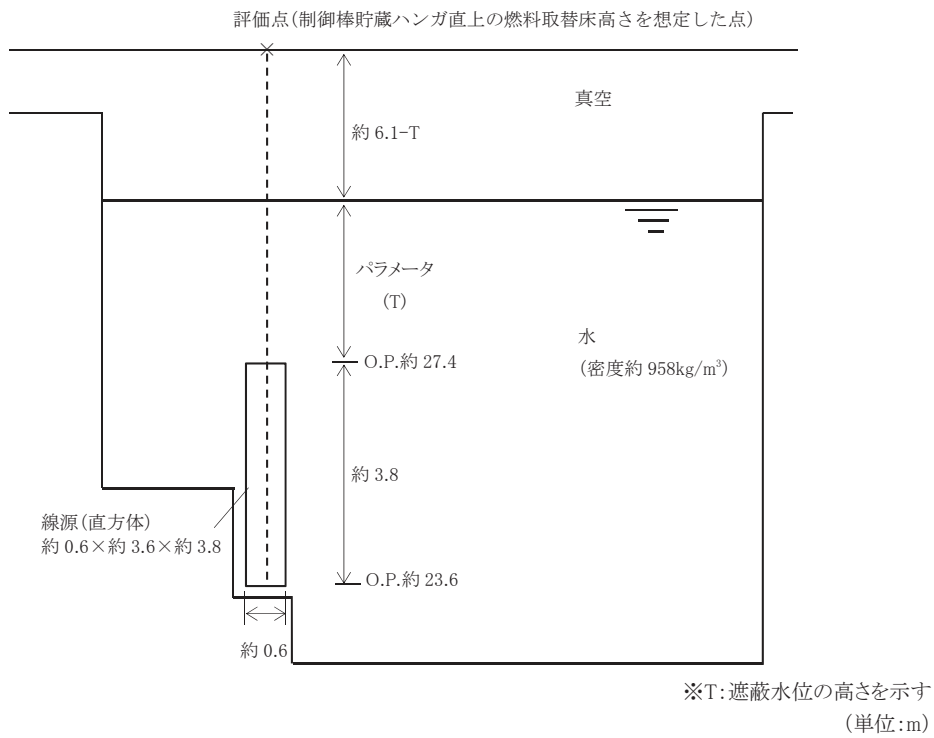 評価点(制御棒貯蔵ハンガ直上の燃料取替床高さを想定した点)
真空
約 6.1-T
パラメータ
(T)
水
(密度約 958kg/m³)
O.P.約 27.4
約 3.8
線源(直方体)
約 0.6×約 3.6×約 3.8
O.P.約 23.6
約 0.6
※T:遮蔽水位の高さを示す
(単位:m)